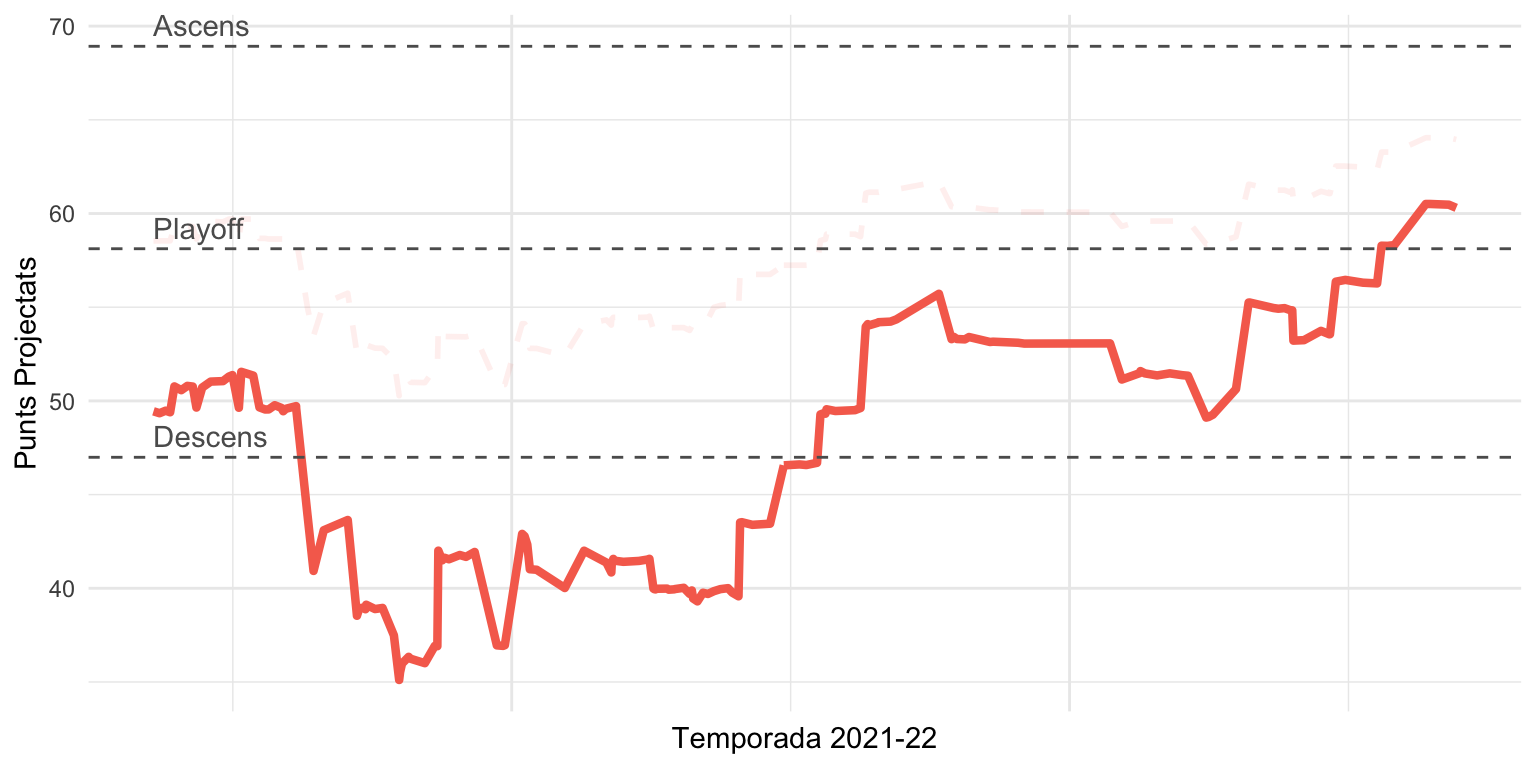 70
Ascens
60
Playoff
50
Descens
40
Punts Projectats
Temporada 2021-22